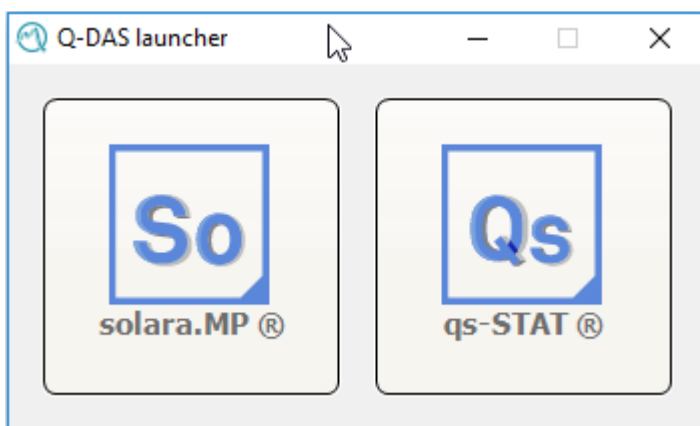 Q-DAS launcher
So
solara.MP ®
Qs
qs-STAT ®